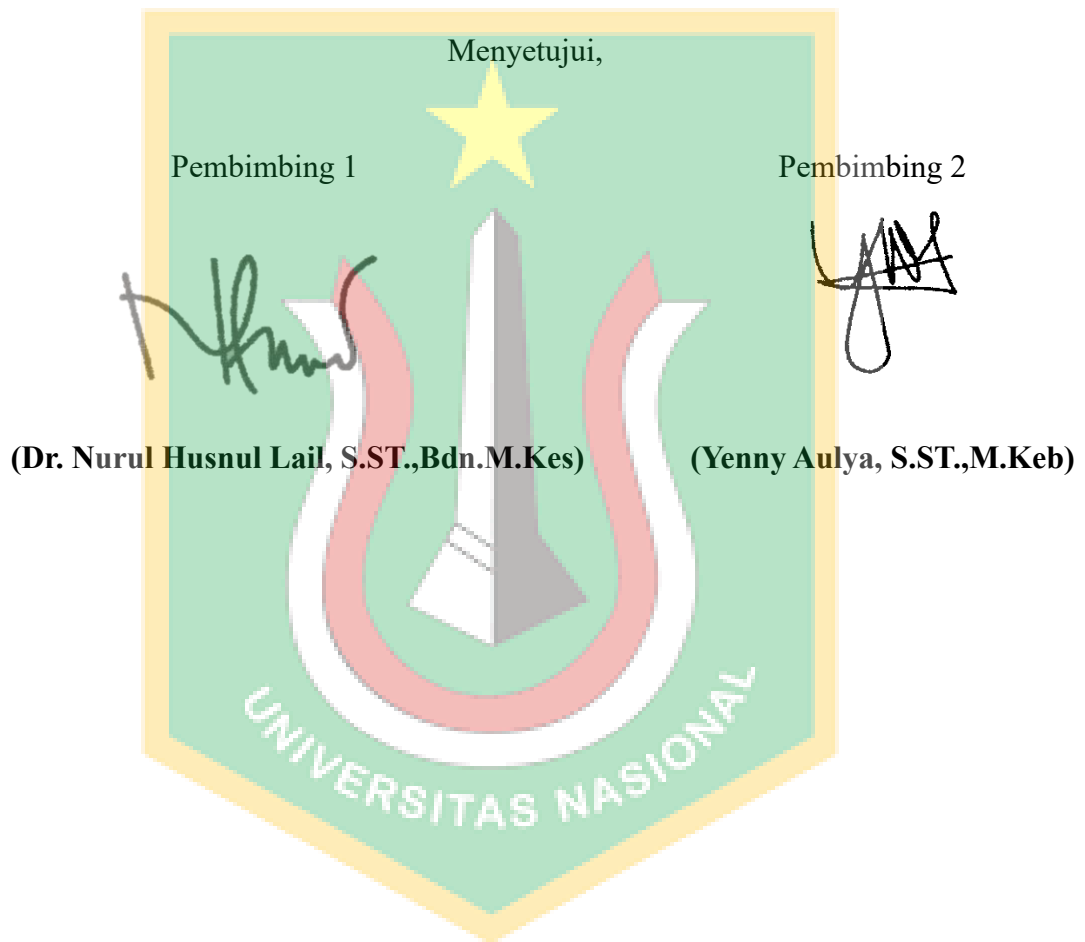 Menyetujui,
Pembimbing 1 Pembimbing 2
(Dr. Nurul Husnul Lail, S.ST.,Bdn.M.Kes) (Yenny Aulya, S.ST.,M.Keb)
UNIVERSITAS NASIONAL